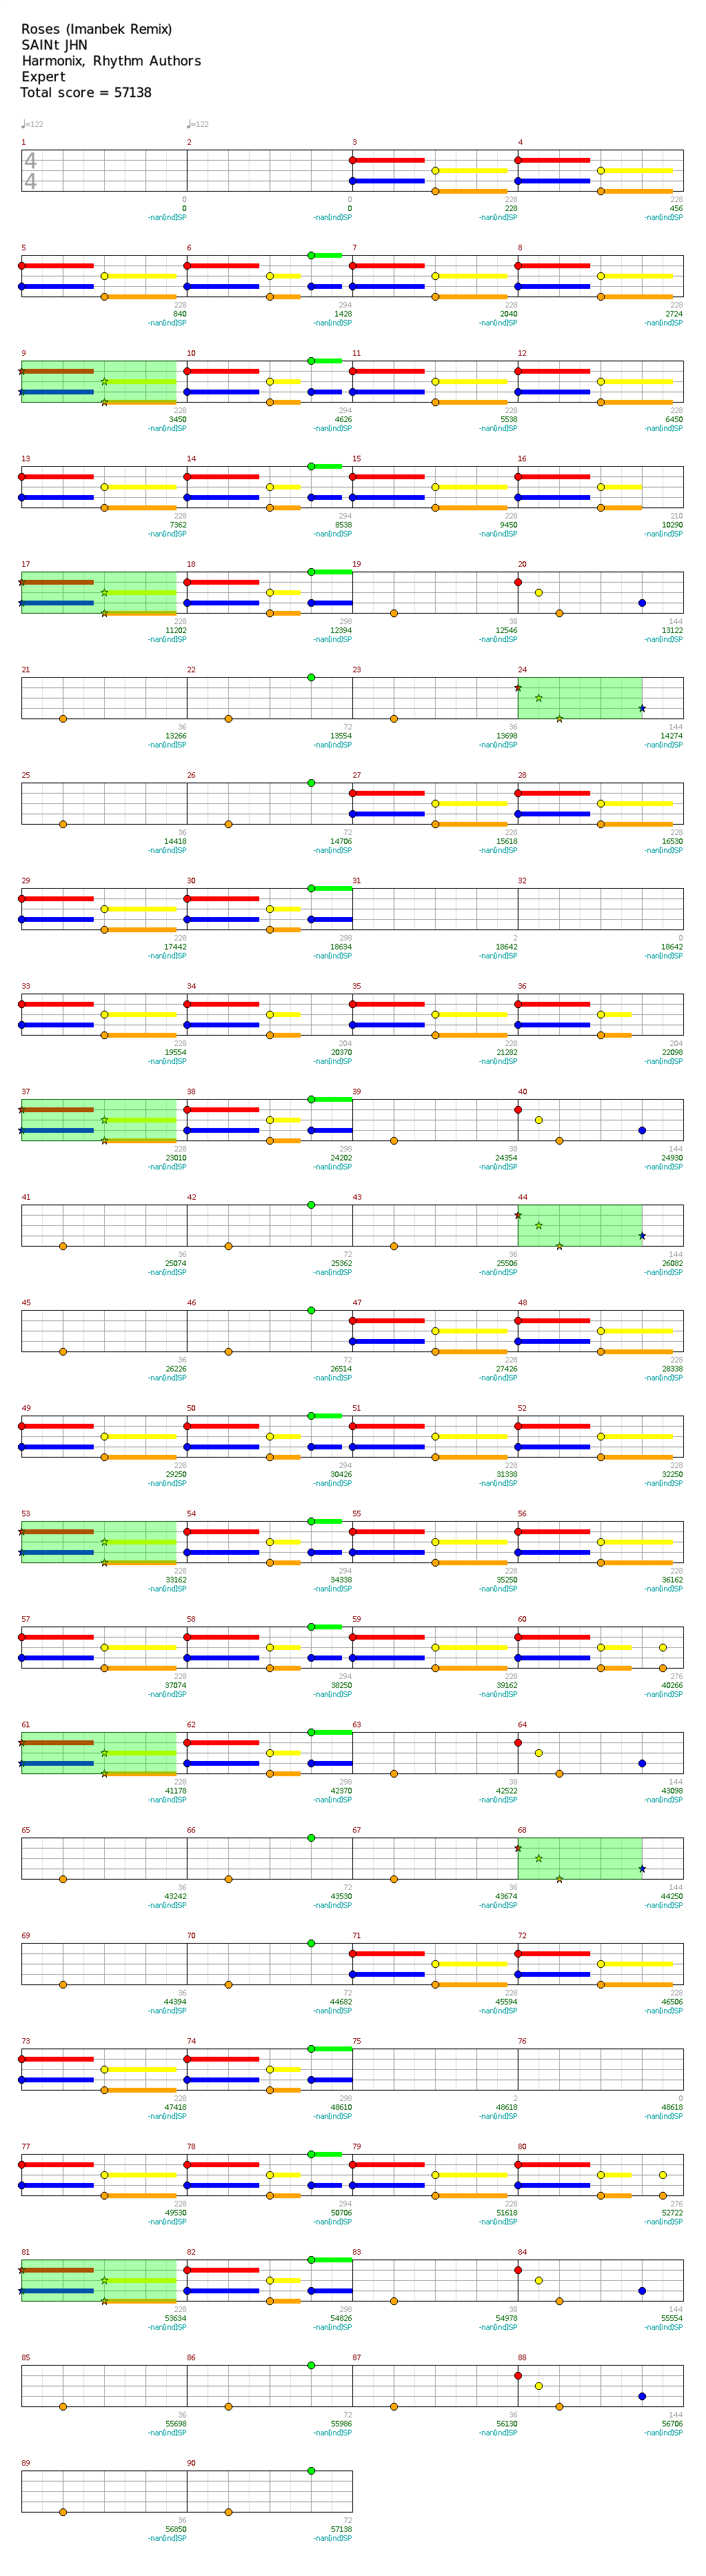 Roses (Imanbek Remix)
SAINt JHN
Harmonix, Rhythm Authors
Expert
Total score = 57138
♩=122 ♩=122
1 2 3 4
4
4
0 0 228 228
0 0 228 456
-nan(ind)SP -nan(ind)SP -nan(ind)SP -nan(ind)SP
5 6 7 8
228 294 228 228
840 1428 2040 2724
-nan(ind)SP -nan(ind)SP -nan(ind)SP -nan(ind)SP
9 10 11 12
228 294 228 228
3450 4626 5538 6450
-nan(ind)SP -nan(ind)SP -nan(ind)SP -nan(ind)SP
13 14 15 16
228 294 228 210
7362 8538 9450 10290
-nan(ind)SP -nan(ind)SP -nan(ind)SP -nan(ind)SP
17 18 19 20
228 298 38 144
11202 12394 12546 13122
-nan(ind)SP -nan(ind)SP -nan(ind)SP -nan(ind)SP
21 22 23 24
36 72 36 144
13266 13554 13698 14274
-nan(ind)SP -nan(ind)SP -nan(ind)SP -nan(ind)SP
25 26 27 28
36 72 228 228
14418 14706 15618 16530
-nan(ind)SP -nan(ind)SP -nan(ind)SP -nan(ind)SP
29 30 31 32
228 298 2 0
17442 18634 18642 18642
-nan(ind)SP -nan(ind)SP -nan(ind)SP -nan(ind)SP
33 34 35 36
228 204 228 204
19554 20370 21282 22098
-nan(ind)SP -nan(ind)SP -nan(ind)SP -nan(ind)SP
37 38 39 40
228 298 38 144
23010 24202 24354 24930
-nan(ind)SP -nan(ind)SP -nan(ind)SP -nan(ind)SP
41 42 43 44
36 72 36 144
25074 25362 25506 26082
-nan(ind)SP -nan(ind)SP -nan(ind)SP -nan(ind)SP
45 46 47 48
36 72 228 228
26226 26514 27426 28338
-nan(ind)SP -nan(ind)SP -nan(ind)SP -nan(ind)SP
49 50 51 52
228 294 228 228
29250 30426 31338 32250
-nan(ind)SP -nan(ind)SP -nan(ind)SP -nan(ind)SP
53 54 55 56
228 294 228 228
33162 34338 35250 36162
-nan(ind)SP -nan(ind)SP -nan(ind)SP -nan(ind)SP
57 58 59 60
228 294 228 276
37074 38250 39162 40266
-nan(ind)SP -nan(ind)SP -nan(ind)SP -nan(ind)SP
61 62 63 64
228 298 38 144
41178 42370 42522 43098
-nan(ind)SP -nan(ind)SP -nan(ind)SP -nan(ind)SP
65 66 67 68
36 72 36 144
43242 43530 43674 44250
-nan(ind)SP -nan(ind)SP -nan(ind)SP -nan(ind)SP
69 70 71 72
36 72 228 228
44394 44682 45594 46506
-nan(ind)SP -nan(ind)SP -nan(ind)SP -nan(ind)SP
73 74 75 76
228 298 2 0
47418 48610 48618 48618
-nan(ind)SP -nan(ind)SP -nan(ind)SP -nan(ind)SP
77 78 79 80
228 294 228 276
49530 50706 51618 52722
-nan(ind)SP -nan(ind)SP -nan(ind)SP -nan(ind)SP
81 82 83 84
228 298 38 144
53634 54826 54978 55554
-nan(ind)SP -nan(ind)SP -nan(ind)SP -nan(ind)SP
85 86 87 88
36 72 36 144
55698 55986 56130 56706
-nan(ind)SP -nan(ind)SP -nan(ind)SP -nan(ind)SP
89 90
36 72
56850 57138
-nan(ind)SP -nan(ind)SP